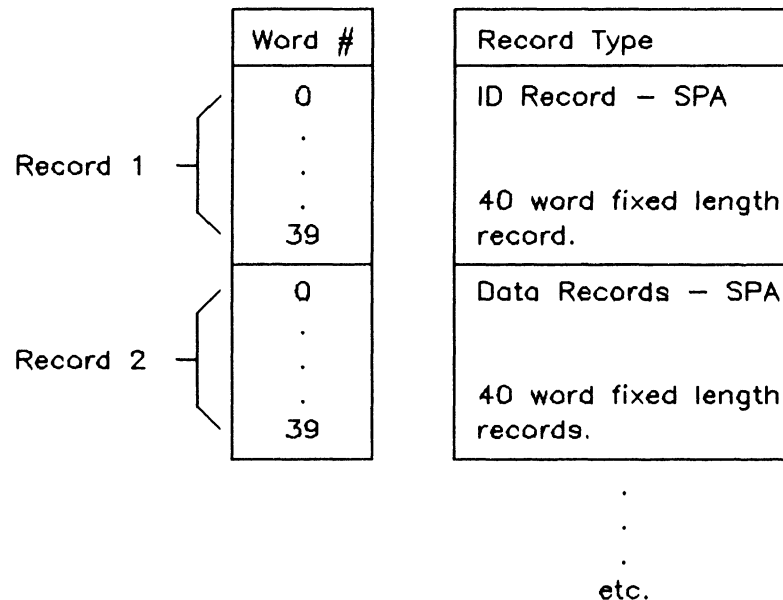 Word #
Record Type
0
ID Record – SPA
.
Record 1
.
.
40 word fixed length
39
record.
0
Data Records – SPA
.
Record 2
.
.
40 word fixed length
39
records.
.
.
.
etc.